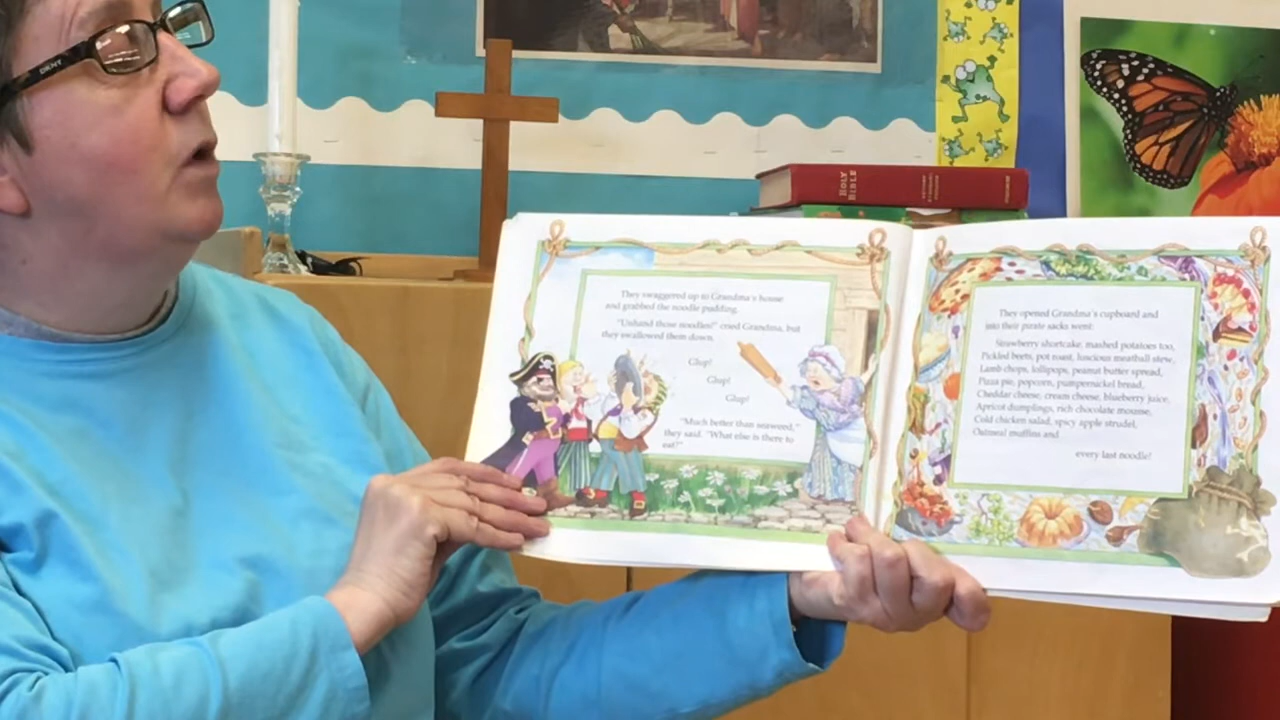 DKNY
HOLY
BIBLE
They swaggered up to Grandma's house
and grabbed the noodle pudding.
"Unhand those noodles!" cried Grandma, but
they swallowed them down.
Glup!
Glup!
Glup!
"Much better than seaweed,"
they said. "What else is there to
eat?"
They opened Grandma's cupboard and
into their pirate sacks went:
Strawberry shortcake, mashed potatoes too,
Pickled beets, pot roast, luscious meatball stew,
Lamb chops, lollipops, peanut butter spread,
Pizza pie, popcorn, pumpernickel bread,
Cheddar cheese, cream cheese, blueberry juice,
Apricot dumplings, rich chocolate mousse,
Cold chicken salad, spicy apple strudel,
Oatmeal muffins and
every last noodle!